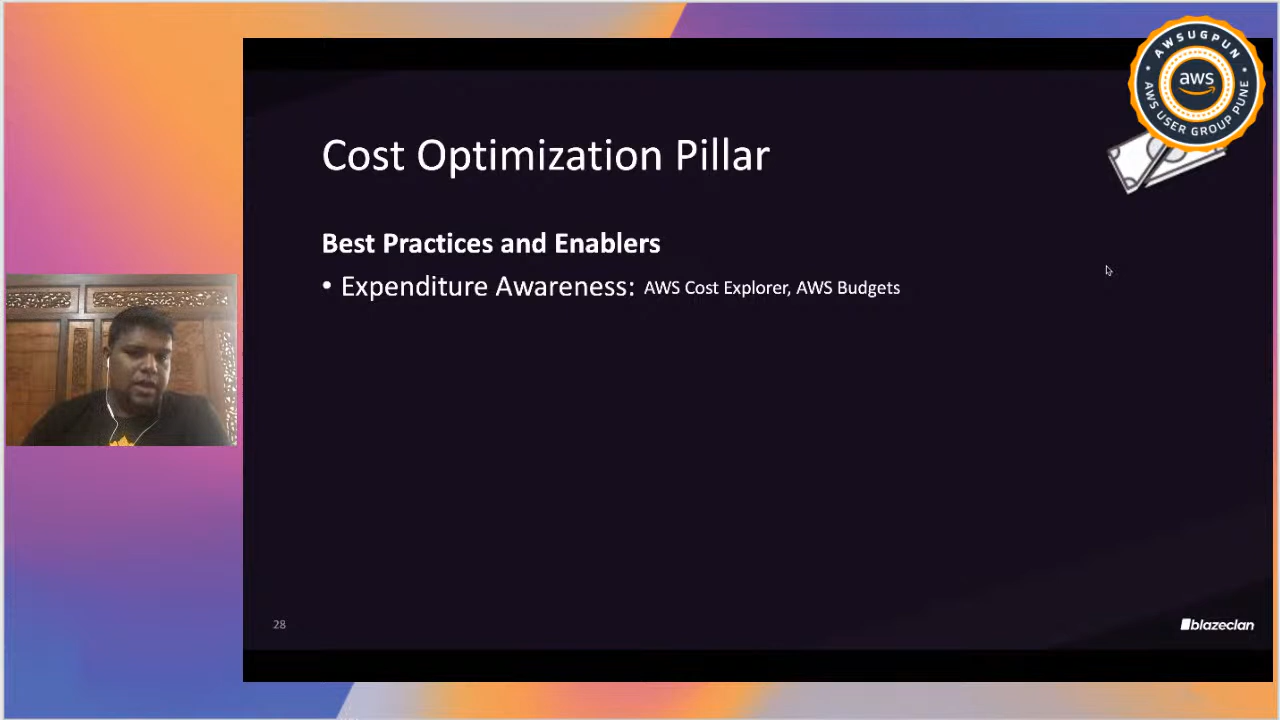 AWSUGPUN
aws
AWS USER GROUP PUNE
Cost Optimization Pillar
Best Practices and Enablers
• Expenditure Awareness: AWS Cost Explorer, AWS Budgets
28
blazeclan